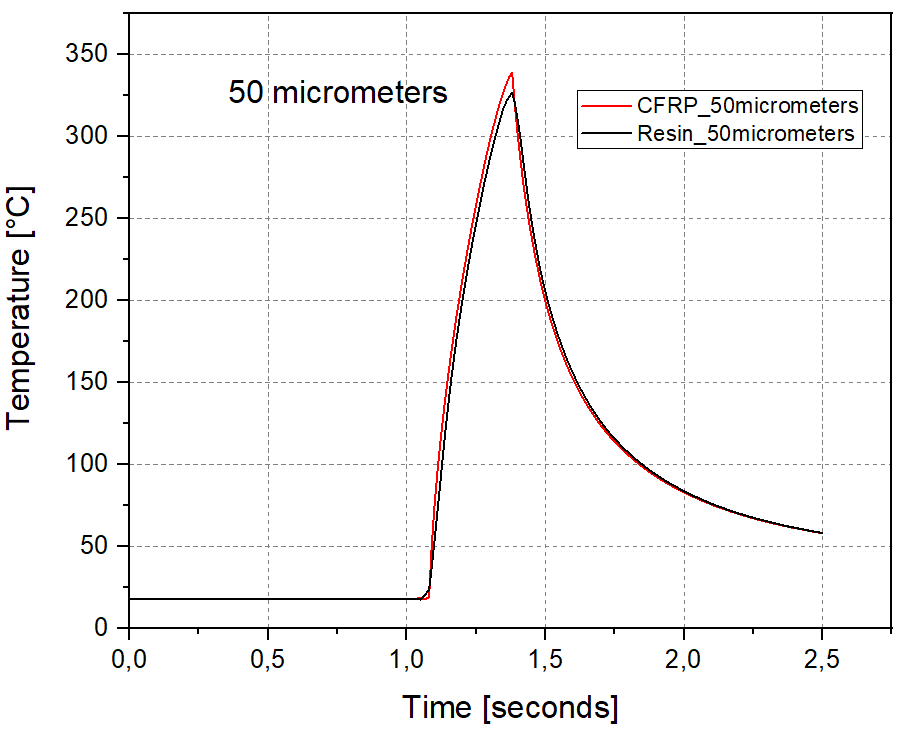 50 micrometers
CFRP_50micrometers
Resin_50micrometers
Temperature [°C]
350
300
250
200
150
100
50
0
0,0 0,5 1,0 1,5 2,0 2,5
Time [seconds]